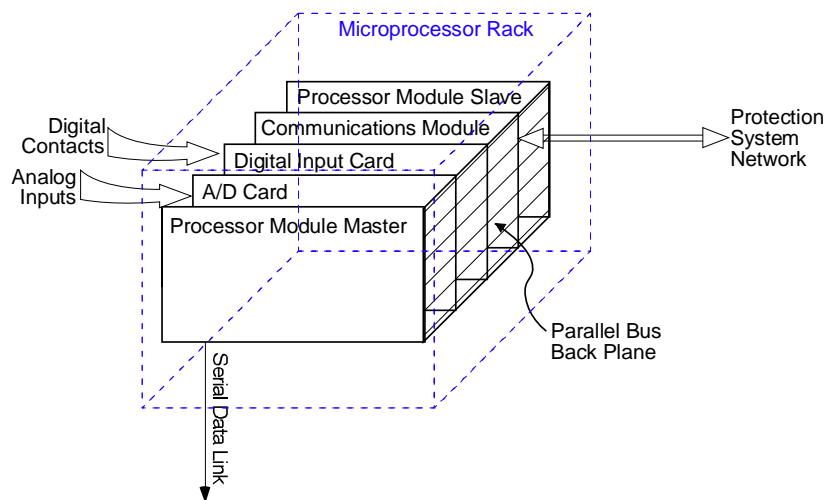 Microprocessor Rack
Processor Module Slave
Communications Module
Digital Input Card
A/D Card
Processor Module Master
Digital
Contacts
Analog
Inputs
Protection
System
Network
Parallel Bus
Back Plane
Serial Data Link